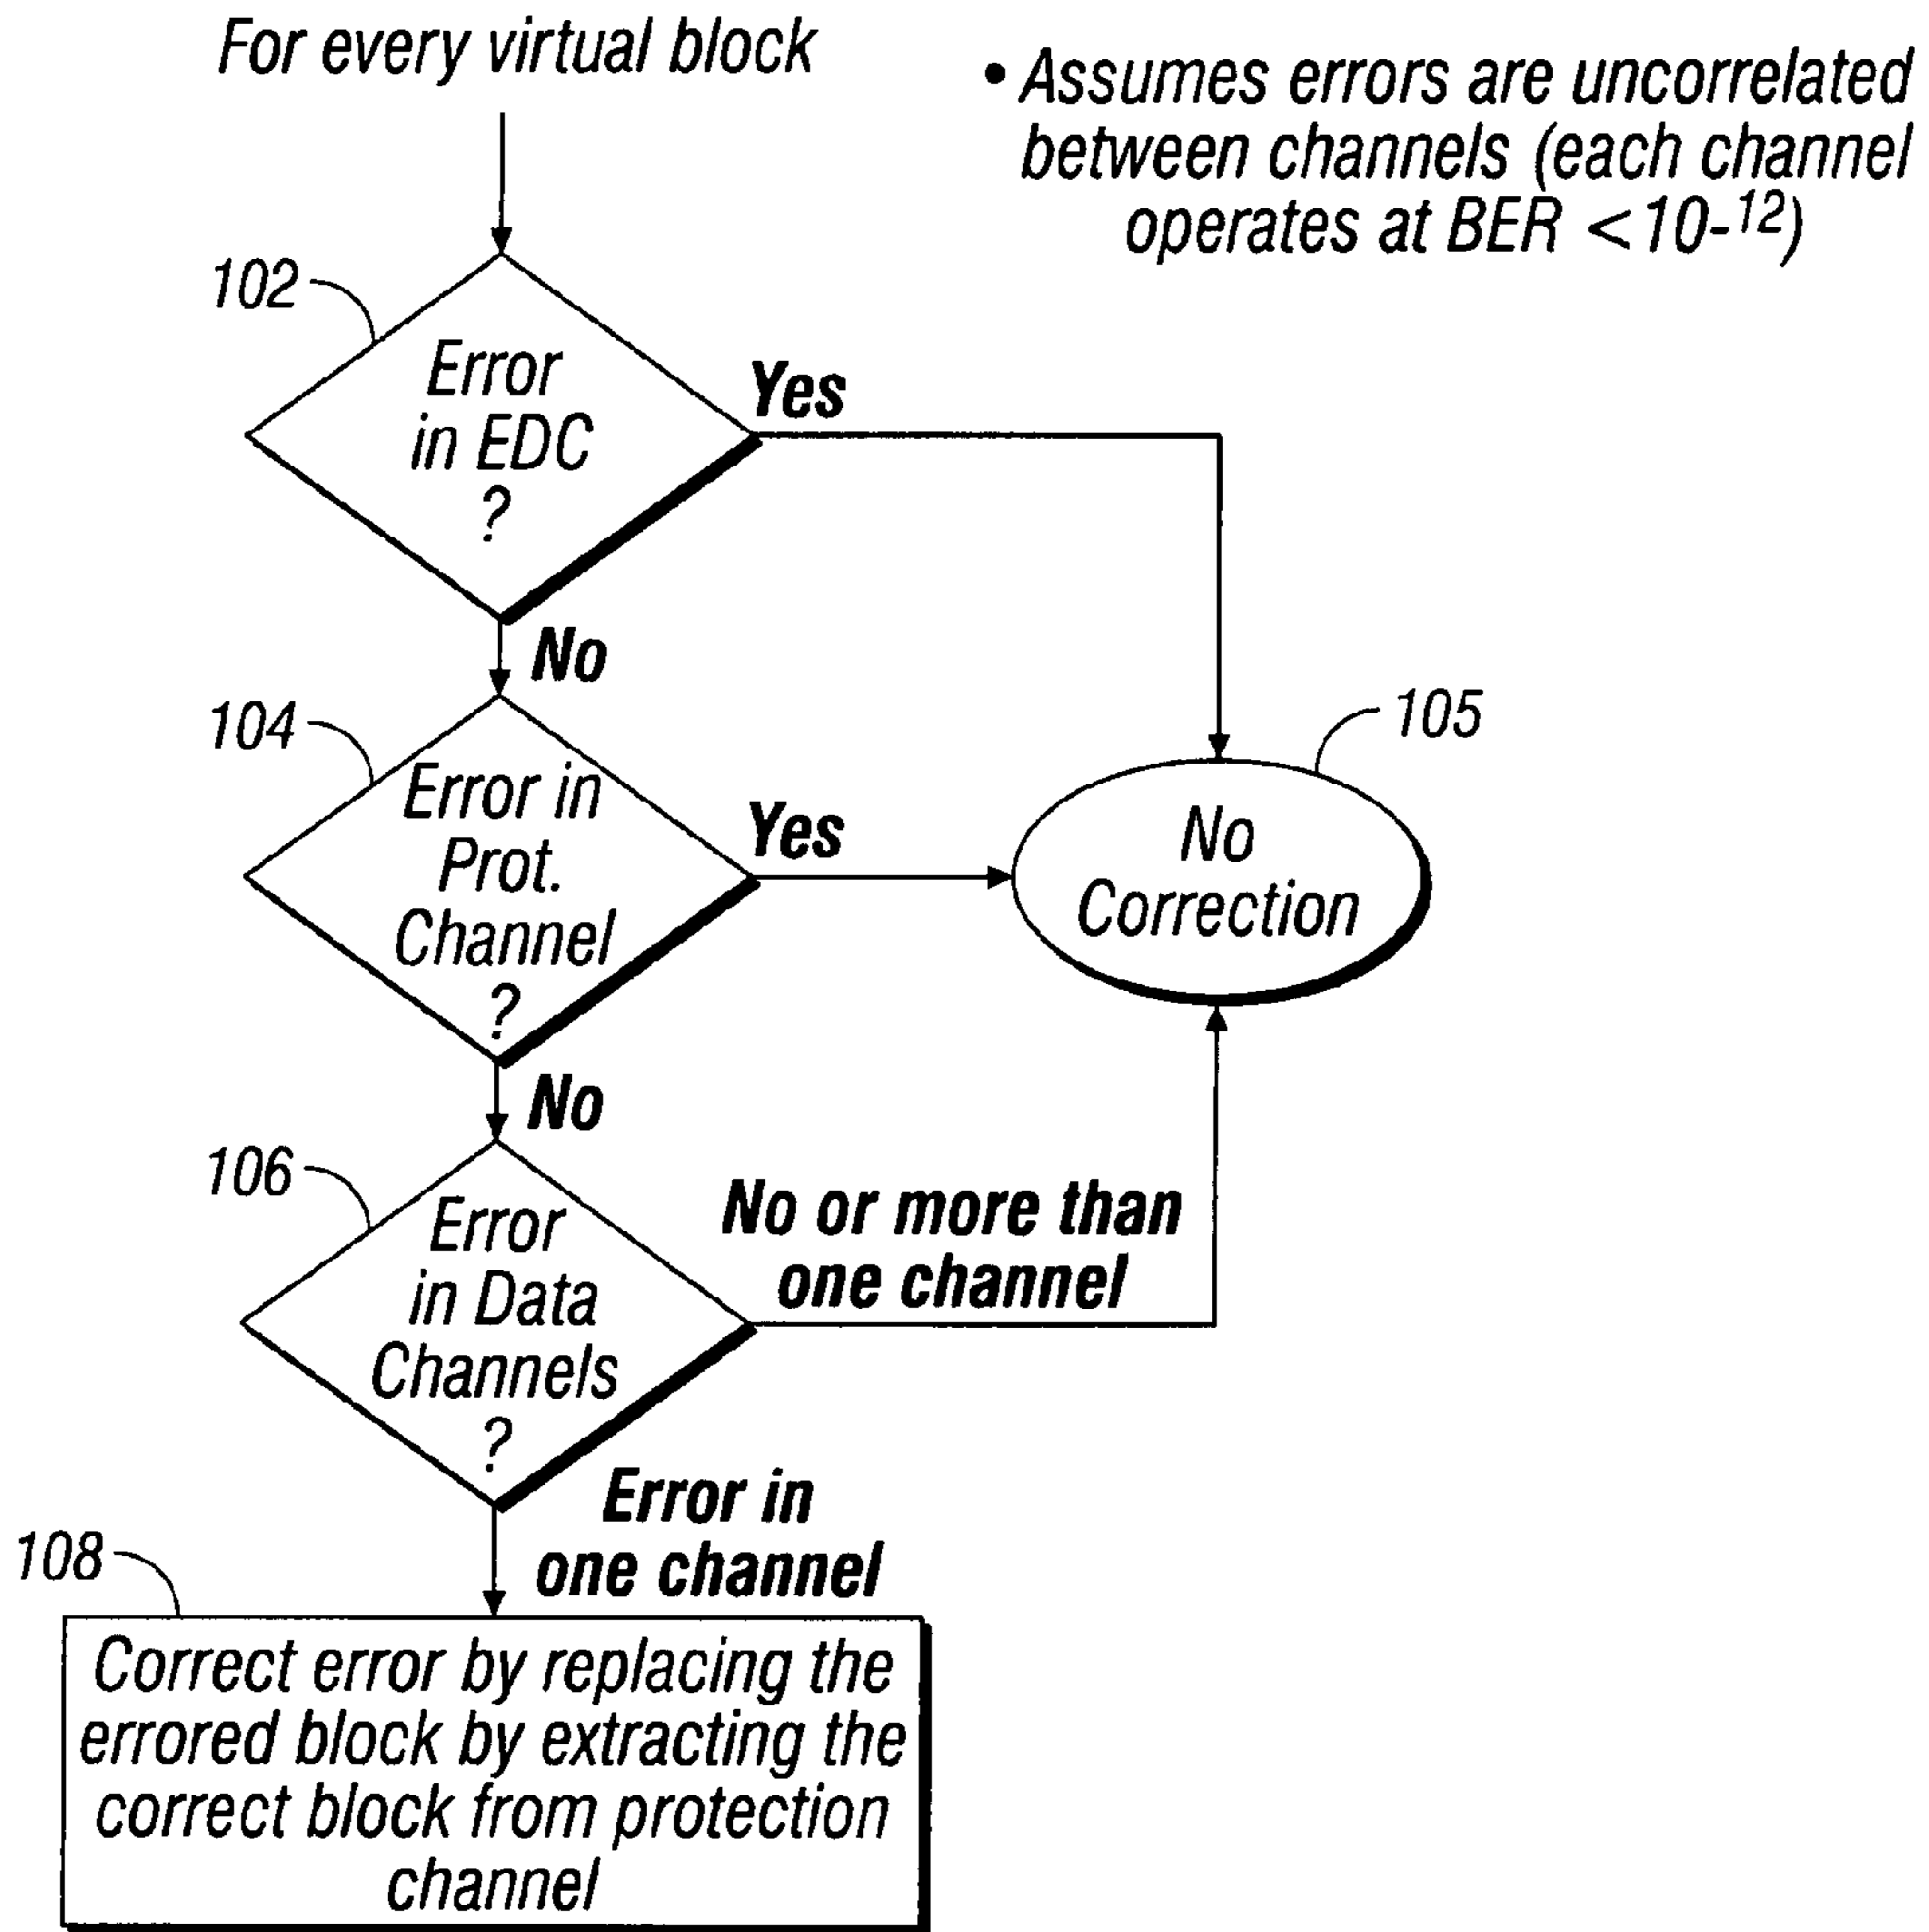 For every virtual block
• Assumes errors are uncorrelated
between channels (each channel
operates at BER < 10-¹²)
102
Error
in EDC
?
Yes
No
104
Error in
Prot.
Channel
?
Yes
105
No
Correction
No
106
Error
in Data
Channels
?
No or more than
one channel
Error in
one channel
108
Correct error by replacing the
errored block by extracting the
correct block from protection
channel